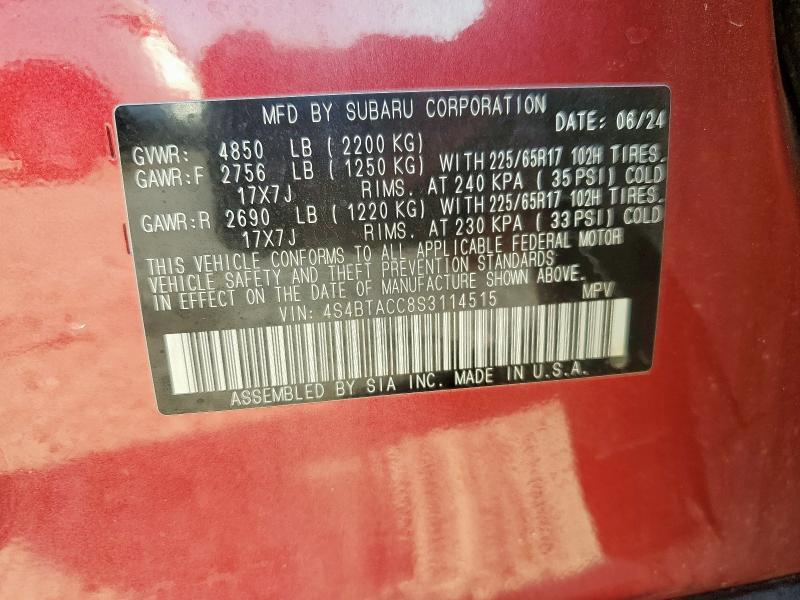 MFD BY SUBARU CORPORATION DATE: 06/24
GVWR: 4850 LB (2200 KG)
GAWR:F 2756 LB (1250 KG) WITH 225/65R17 102H TIRES.
17X7J RIMS. AT 240 KPA (35 PSI) COLD
GAWR:R 2690 LB (1220 KG) WITH 225/65R17 102H TIRES.
17X7J RIMS. AT 230 KPA (33 PSI) COLD
THIS VEHICLE CONFORMS TO ALL APPLICABLE FEDERAL MOTOR
VEHICLE SAFETY AND THEFT PREVENTION STANDARDS
IN EFFECT ON THE DATE OF MANUFACTURE SHOWN ABOVE.
VIN: 4S4BTACC8S3114515 MPV
ASSEMBLED BY SIA INC. MADE IN U.S.A.